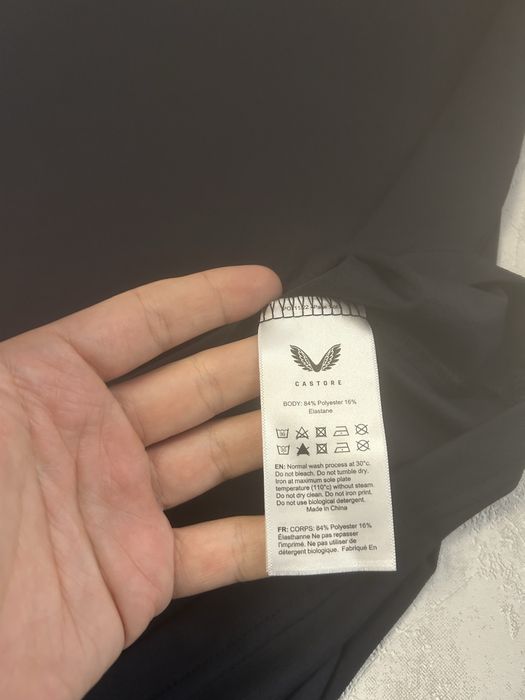 CASTORE
BODY: 84% Polyester 16%
Elastane
30
30
EN: Normal wash process at 30°c.
Do not bleach. Do not tumble dry.
Iron at maximum sole plate
temperature (110°c) without steam.
Do not dry clean. Do not iron print.
Do not use biological detergent.
Made in China
FR: CORPS: 84% Polyester 16%
Élasthanne Ne pas repasser
l'imprimé. Ne pas utiliser de
détergent biologique. Fabriqué En